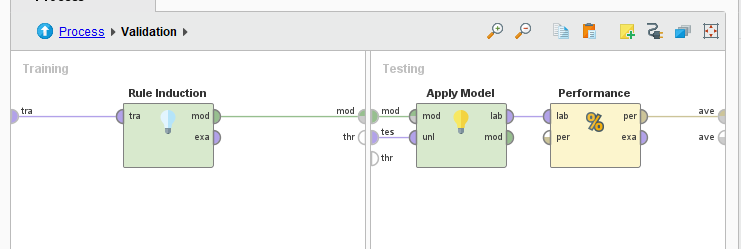 Process
Process Validation
Training
Testing
Rule Induction
Apply Model
Performance
tra
tra
mod
exa
mod
thr
mod
tes
thr
mod
unl
lab
mod
lab
per
%
per
exa
ave
ave